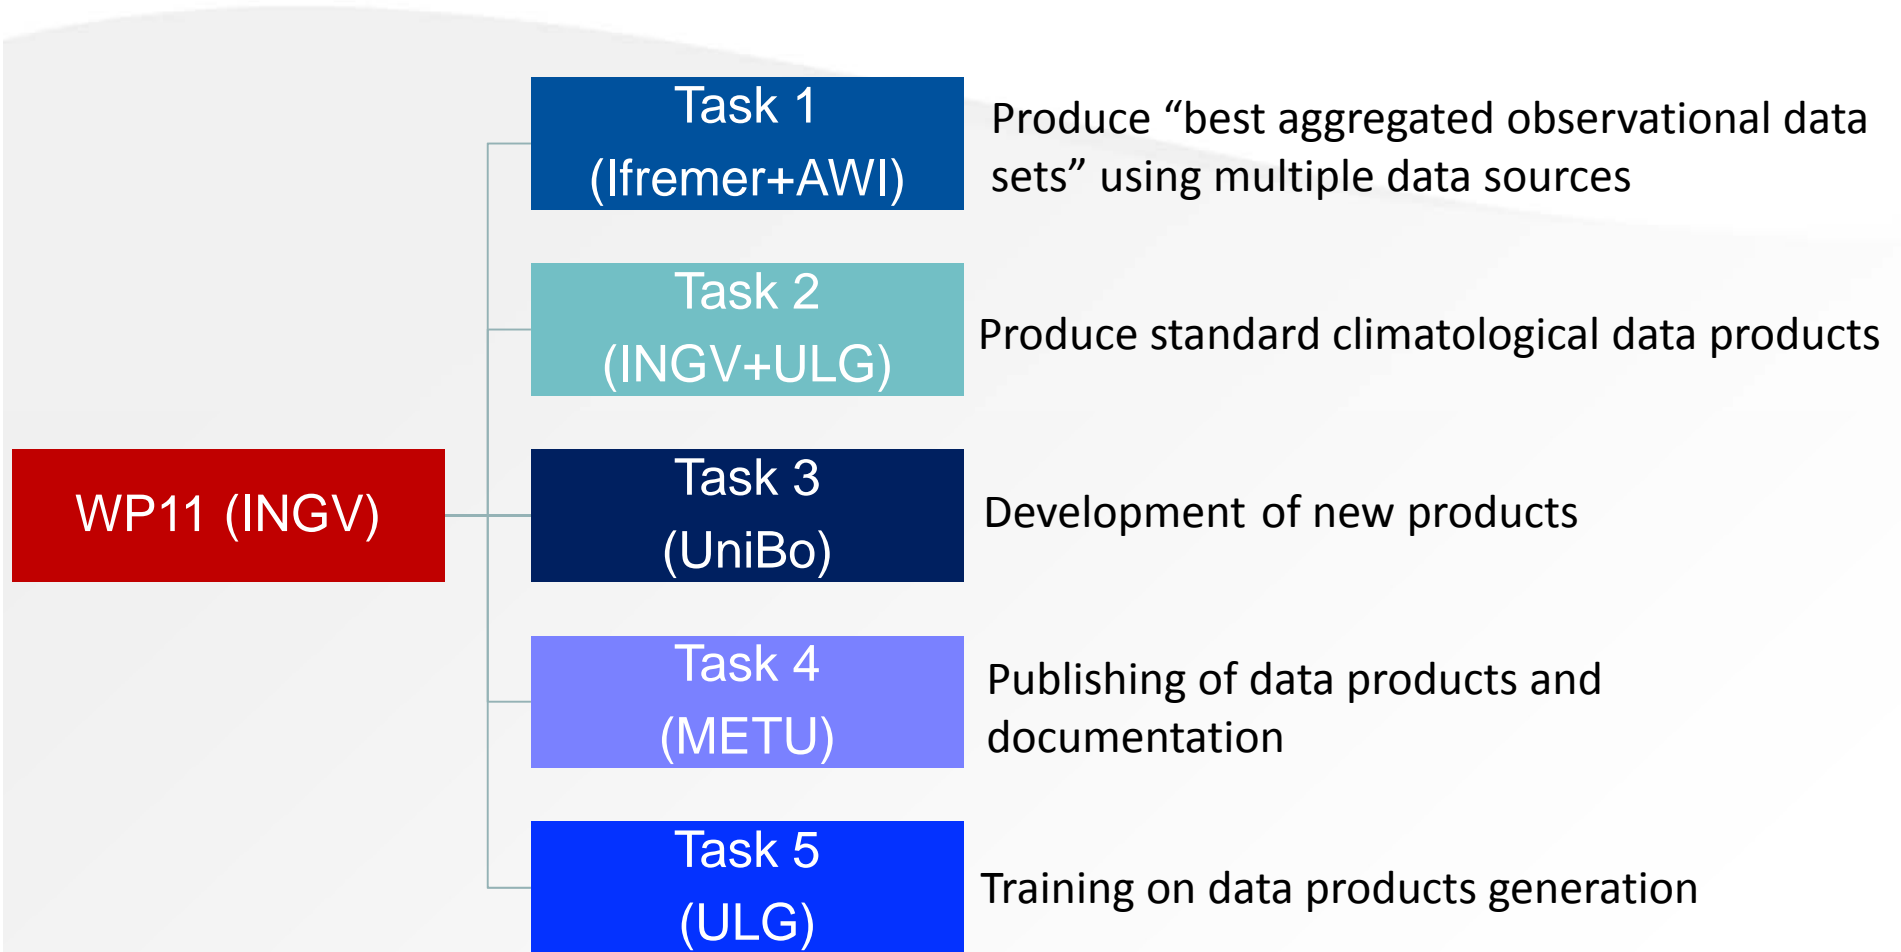 Task 1
(Ifremer+AWI)
Produce “best aggregated observational data
sets” using multiple data sources
Task 2
(INGV+ULG)
Produce standard climatological data products
WP11 (INGV)
Task 3
(UniBo)
Development of new products
Task 4
(METU)
Publishing of data products and
documentation
Task 5
(ULG)
Training on data products generation